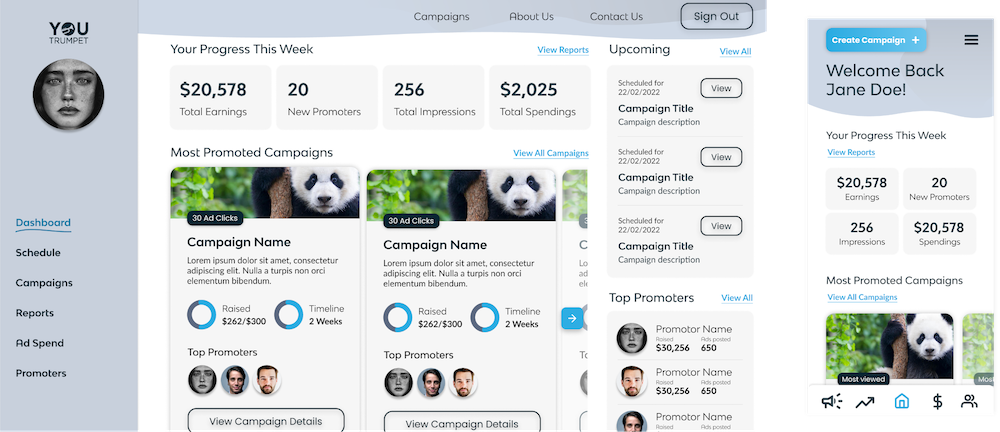 YOU
TRUMPET
Dashboard
Schedule
Campaigns
Reports
Ad Spend
Promoters
Campaigns
About Us
Contact Us
Sign Out
Your Progress This Week
View Reports
$20,578
Total Earnings
20
New Promoters
256
Total Impressions
$2,025
Total Spendings
Most Promoted Campaigns
View All Campaigns
30 Ad Clicks
Campaign Name
Lorem ipsum dolor sit amet, consectetur
adipiscing elit. Nulla a turpis non orci
elementum bibendum.
Raised
$262/$300
Timeline
2 Weeks
Top Promoters
View Campaign Details
30 Ad Clicks
Campaign Name
Lorem ipsum dolor sit amet, consectetur
adipiscing elit. Nulla a turpis non orci
elementum bibendum.
Raised
$262/$300
Timeline
2 Weeks
Top Promoters
View Campaign Details
Upcoming
View All
Scheduled for
22/02/2022
View
Campaign Title
Campaign description
Scheduled for
22/02/2022
View
Campaign Title
Campaign description
Scheduled for
22/02/2022
View
Campaign Title
Campaign description
Top Promoters
View All
Promotor Name
Raised
$30,256
Ads posted
650
Promotor Name
Raised
$30,256
Ads posted
650
Promotor Name
Raised
Ads posted
Create Campaign +
Welcome Back
Jane Doe!
Your Progress This Week
View Reports
$20,578
Earnings
20
New Promoters
256
Impressions
$20,578
Spendings
Most Promoted Campaigns
View All Campaigns
Most viewed